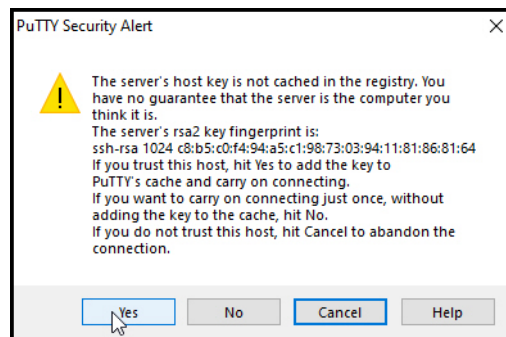 PuTTY Security Alert
The server's host key is not cached in the registry. You
have no guarantee that the server is the computer you
think it is.
The server's rsa2 key fingerprint is:
ssh-rsa 1024 c8:b5:c0:f4:94:a5:c1:98:73:03:94:11:81:86:81:64
If you trust this host, hit Yes to add the key to
PuTTY's cache and carry on connecting.
If you want to carry on connecting just once, without
adding the key to the cache, hit No.
If you do not trust this host, hit Cancel to abandon the
connection.
Yes No Cancel Help